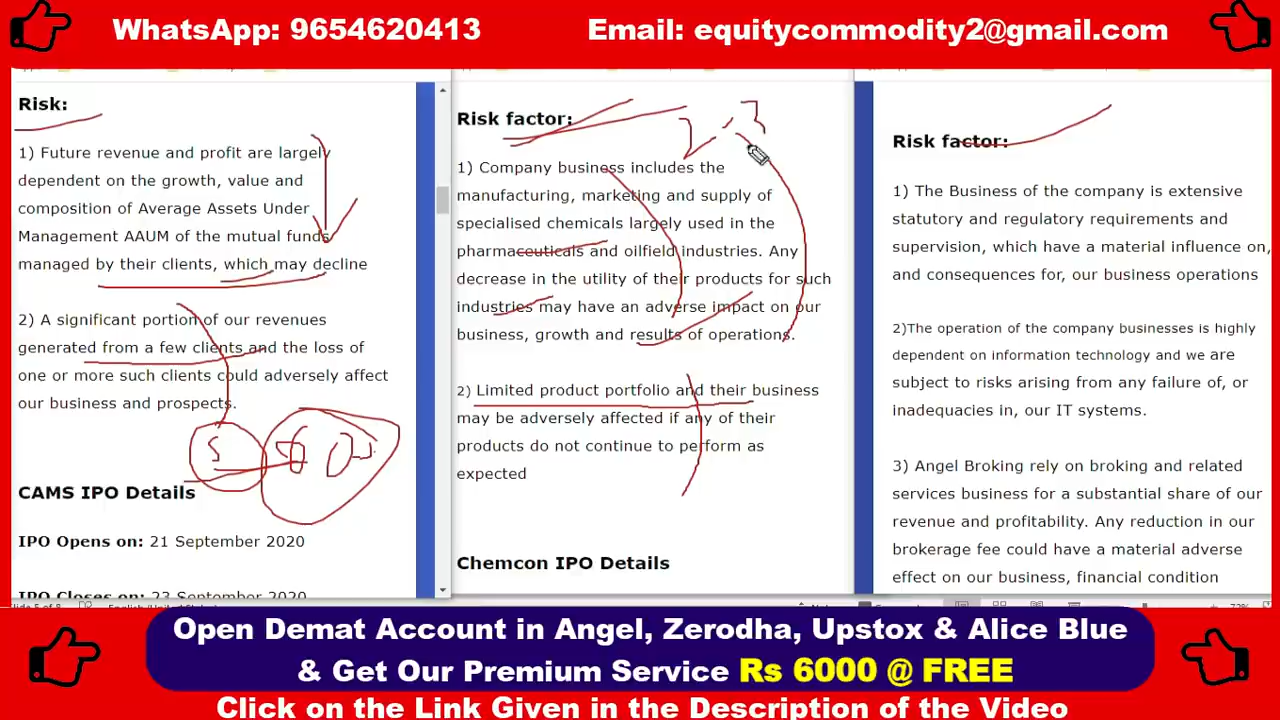 WhatsApp: 9654620413
Email: equitycommodity2@gmail.com
Risk:
1) Future revenue and profit are largely
dependent on the growth, value and
composition of Average Assets Under
Management AAUM of the mutual funds
managed by their clients, which may decline
2) A significant portion of our revenues
generated from a few clients and the loss of
one or more such clients could adversely affect
our business and prospects.
CAMS IPO Details
IPO Opens on: 21 September 2020
IPO Closes on: 23 September 2020
Risk factor:
2
3
1) Company business includes the
manufacturing, marketing and supply of
specialised chemicals largely used in the
pharmaceuticals and oilfield industries. Any
decrease in the utility of their products for such
industries may have an adverse impact on our
business, growth and results of operations.
2) Limited product portfolio and their business
may be adversely affected if any of their
products do not continue to perform as
expected
Chemcon IPO Details
Risk factor:
1) The Business of the company is extensive
statutory and regulatory requirements and
supervision, which have a material influence on,
and consequences for, our business operations
2)The operation of the company businesses is highly
dependent on information technology and we are
subject to risks arising from any failure of, or
inadequacies in, our IT systems.
3) Angel Broking rely on broking and related
services business for a substantial share of our
revenue and profitability. Any reduction in our
brokerage fee could have a material adverse
effect on our business, financial condition
Open Demat Account in Angel, Zerodha, Upstox & Alice Blue
& Get Our Premium Service Rs 6000 @ FREE
Click on the Link Given in the Description of the Video